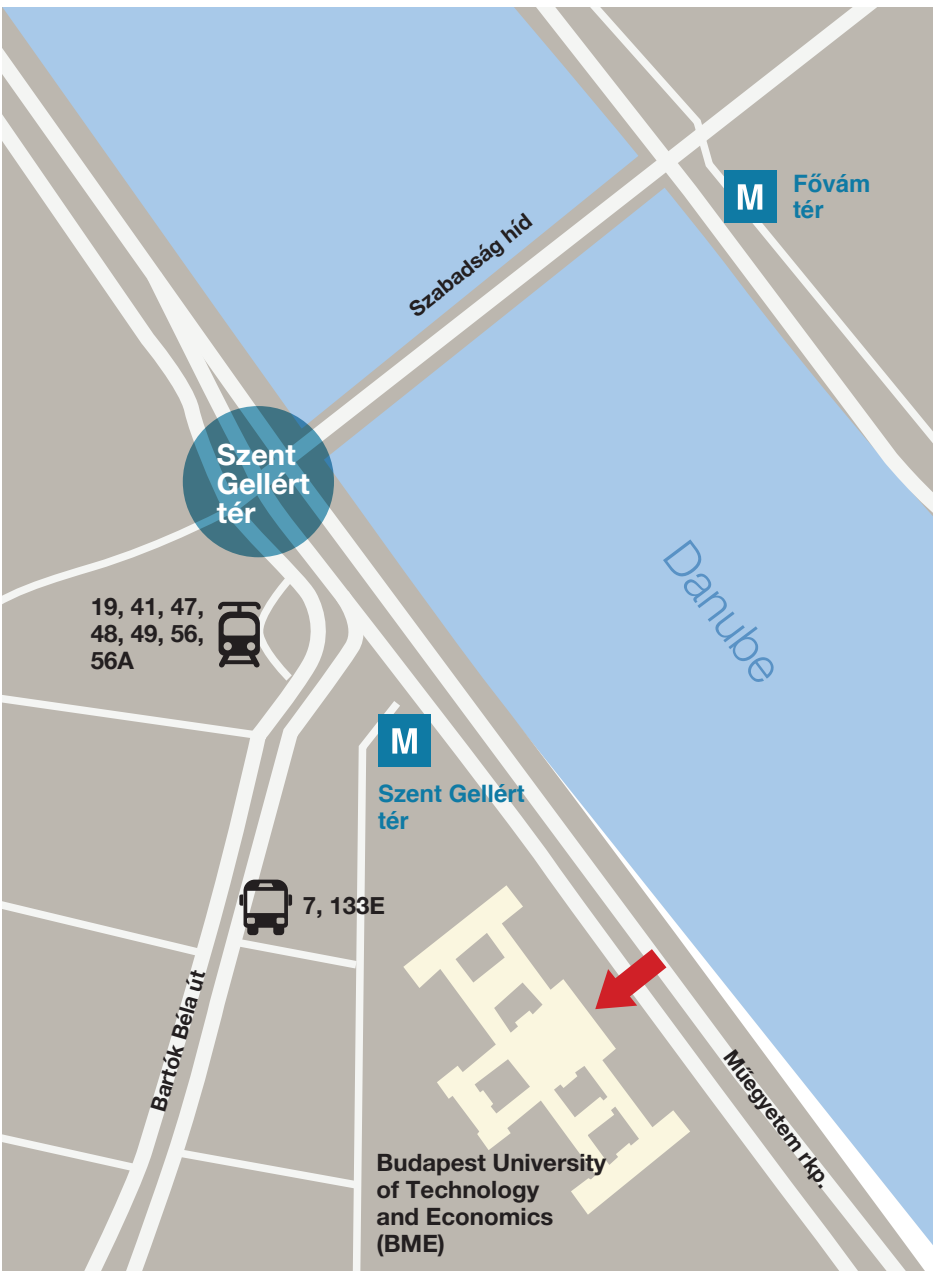 M
Fővám
tér
Szabadság híd
Szent
Gellért
tér
Danube
19, 41, 47,
48, 49, 56,
56A
M
Szent Gellért
tér
7, 133E
Bartók Béla út
Műegyetem rkp.
Budapest University
of Technology
and Economics
(BME)